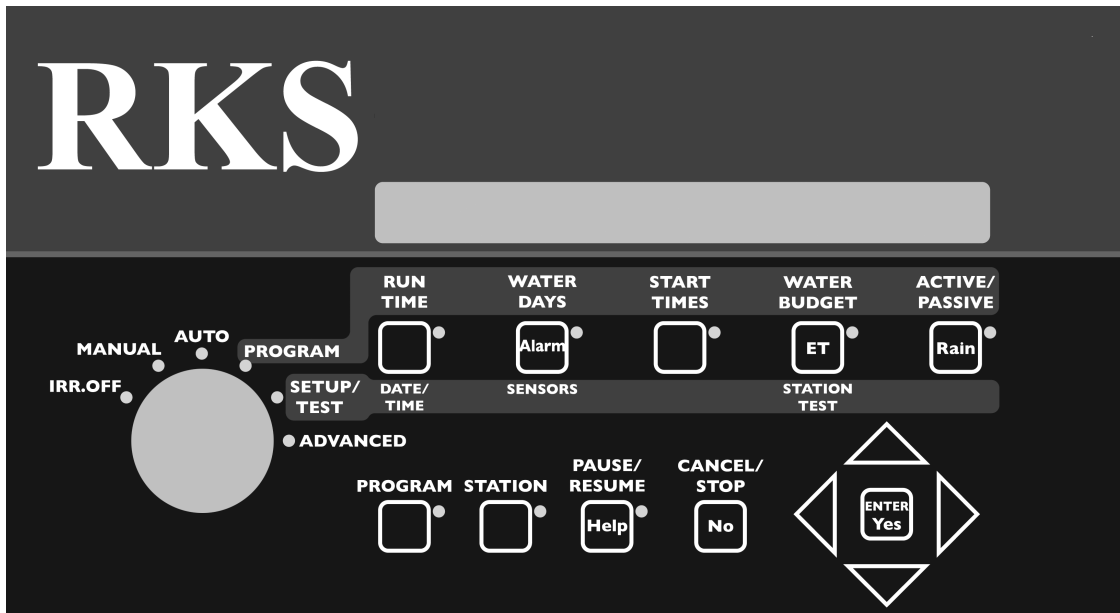 RKS
RUN
TIME
WATER
DAYS
START
TIMES
WATER
BUDGET
ACTIVE/
PASSIVE
IRR.OFF
MANUAL
AUTO
PROGRAM
SETUP/
TEST
ADVANCED
Alarm
ET
Rain
DATE/
TIME
SENSORS
STATION
TEST
PROGRAM
STATION
PAUSE/
RESUME
CANCEL/
STOP
Help
No
ENTER
Yes